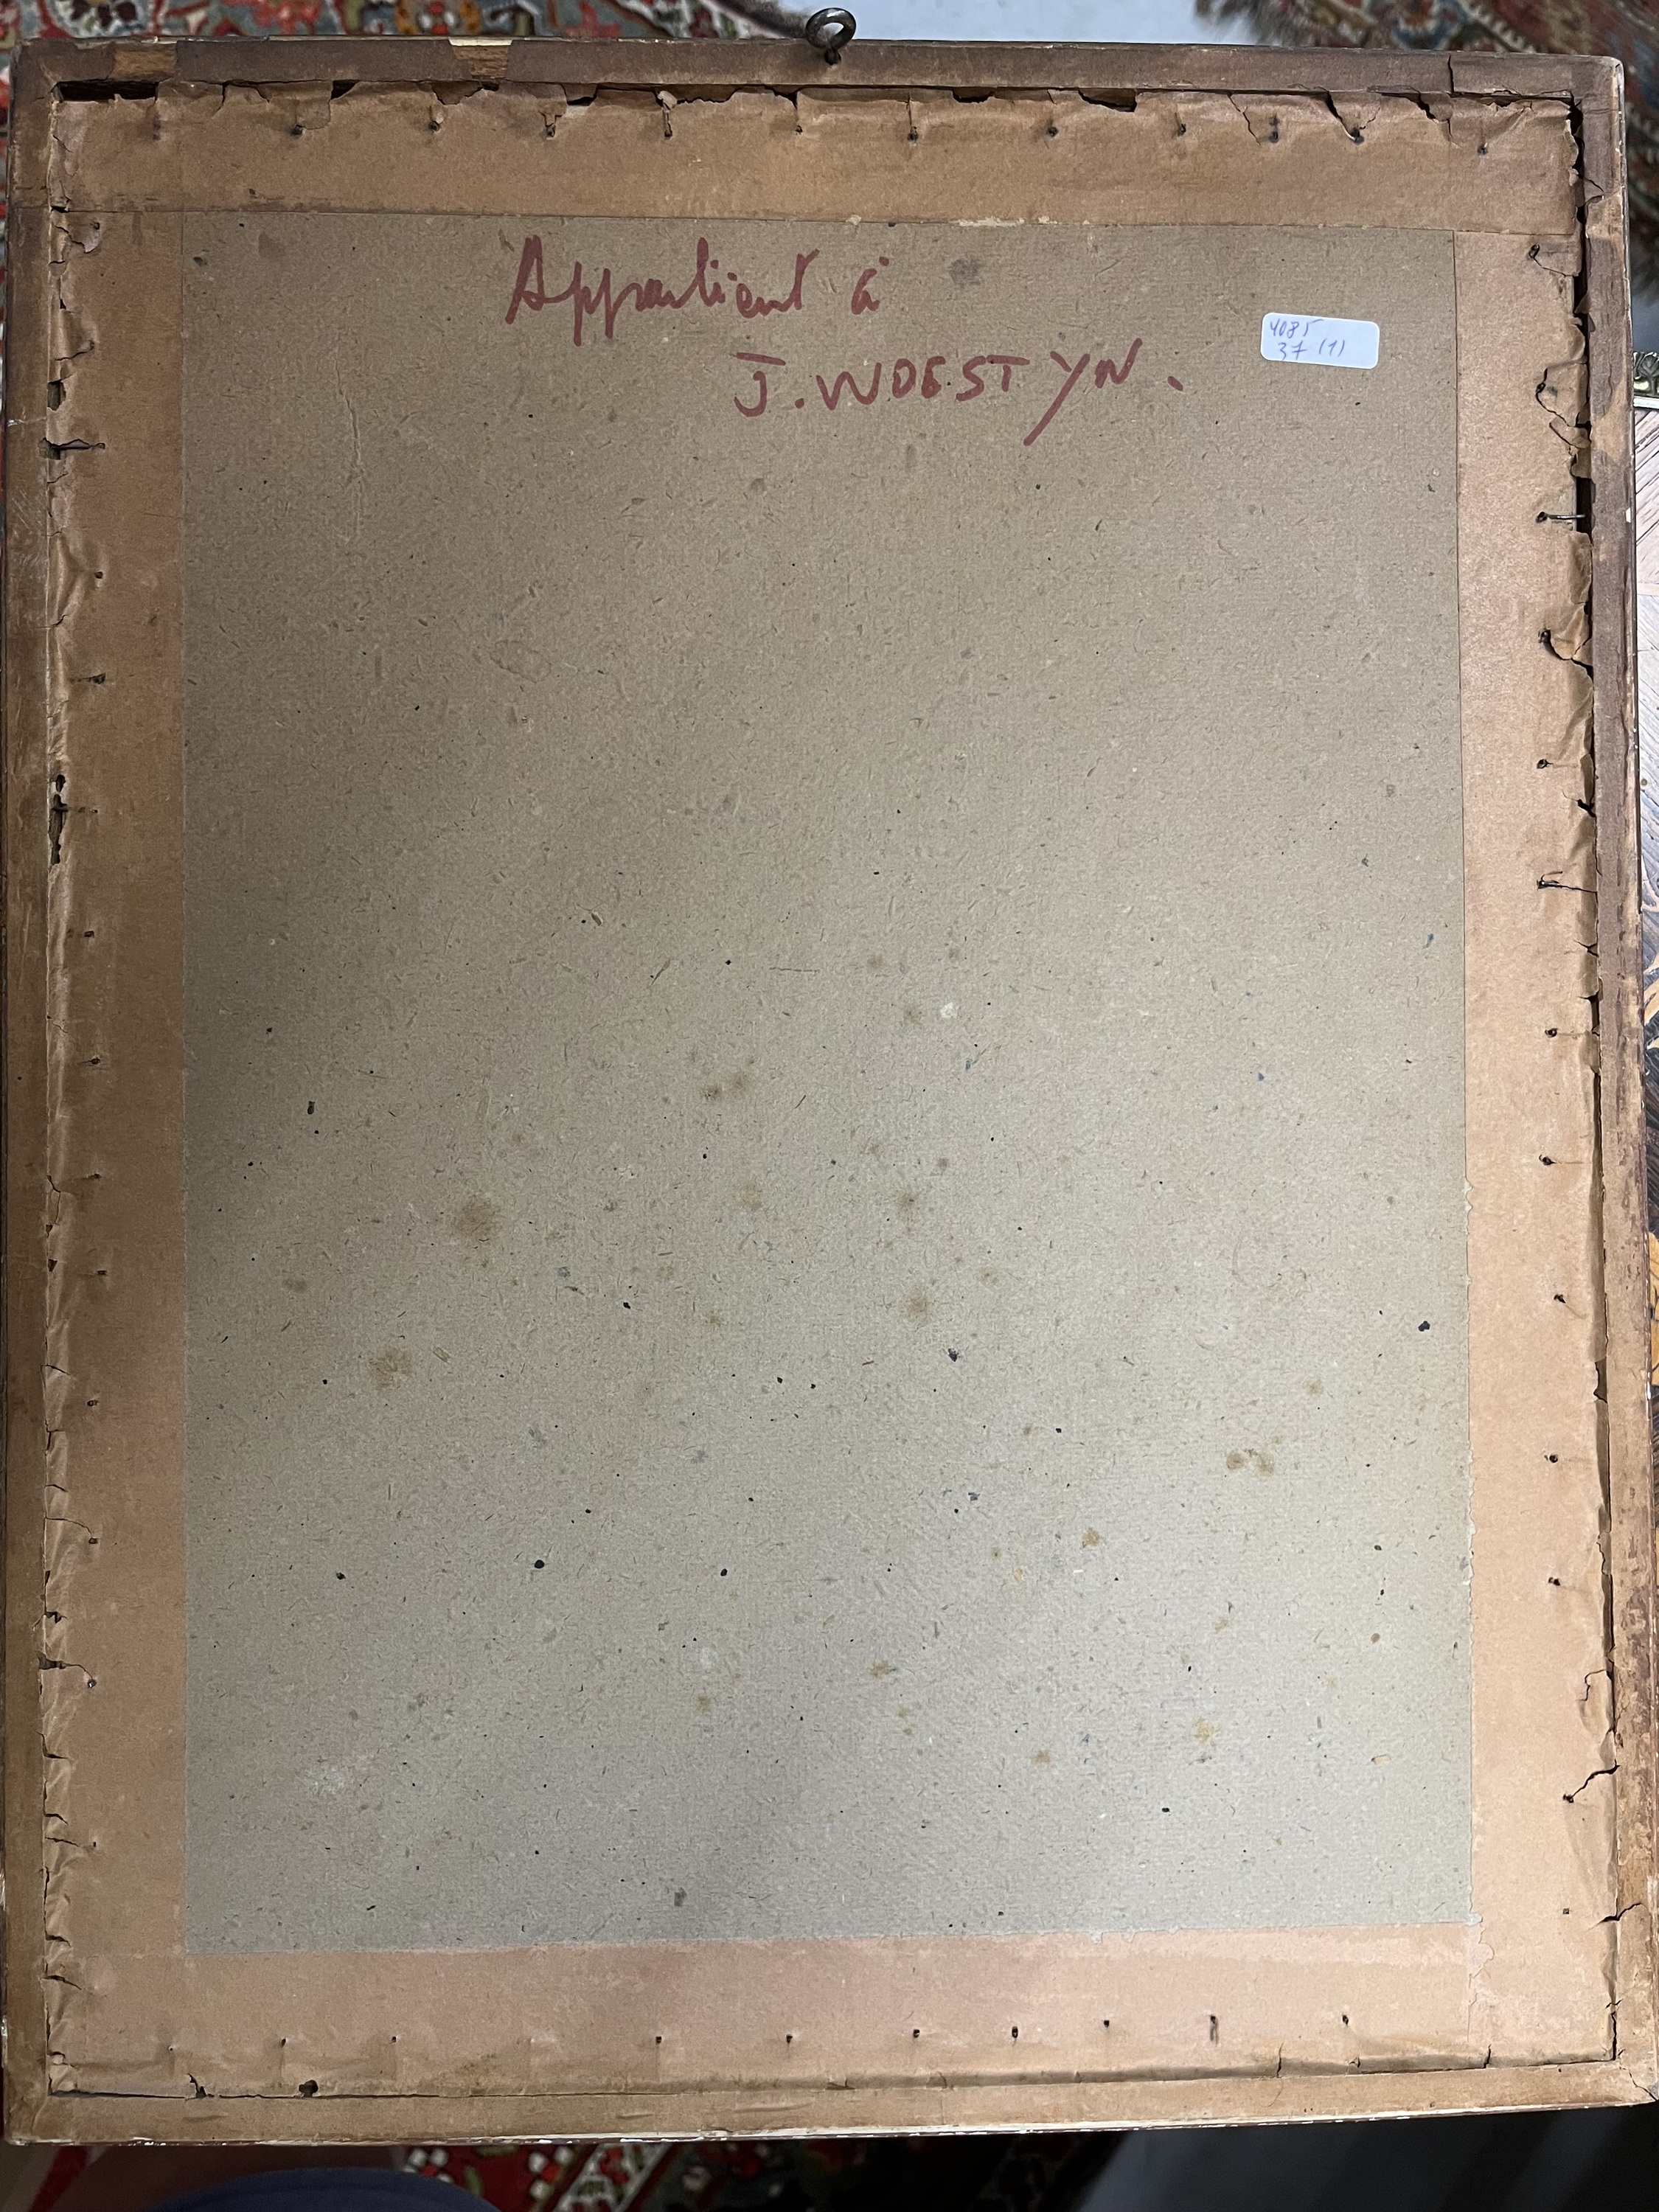 Appartient à
J. WOESTYN.
4085
37 (1)